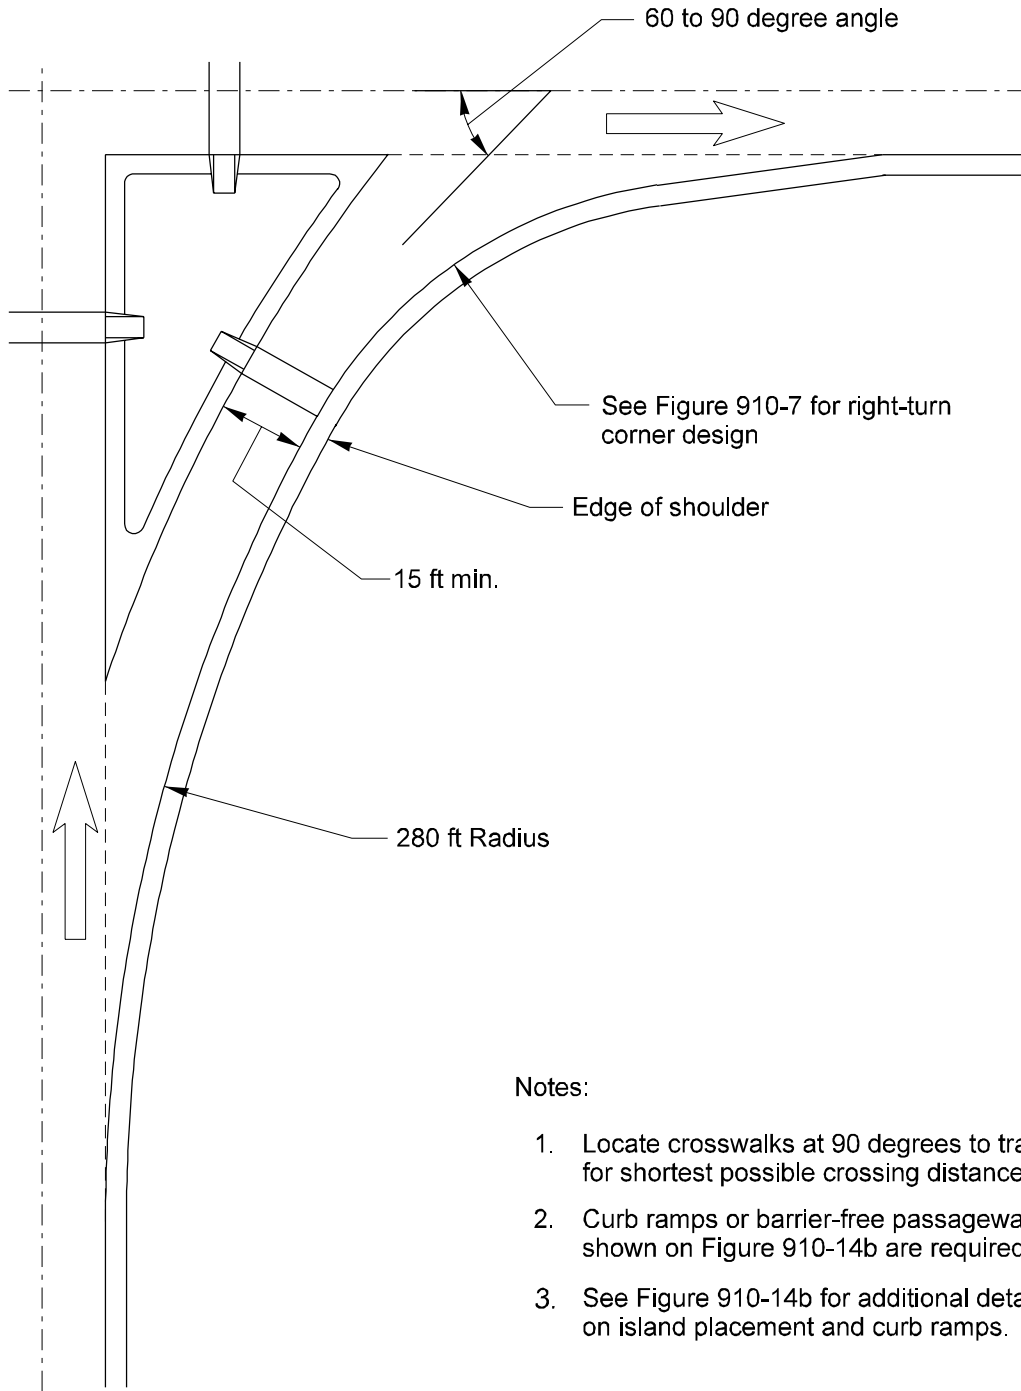 60 to 90 degree angle
See Figure 910-7 for right-turn
corner design
Edge of shoulder
15 ft min.
280 ft Radius
Notes:
1. Locate crosswalks at 90 degrees to
for shortest possible crossing distance
2. Curb ramps or barrier-free
shown on Figure 910-14b are required
3. See Figure 910-14b for additional
on island placement and curb ramps.